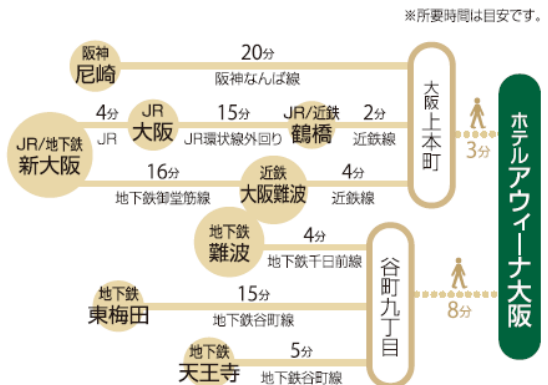 ※所要時間は目安です。
阪神
尼崎
20分
阪神なんば線
JR/地下鉄
新大阪
4分
JR
JR
大阪
15分
JR環状線外回り
JR/近鉄
鶴橋
2分
近鉄線
16分
地下鉄御堂筋線
近鉄
大阪難波
4分
近鉄線
大阪上本町
3分
地下鉄
難波
4分
地下鉄千日前線
地下鉄
東梅田
15分
地下鉄谷町線
地下鉄
天王寺
5分
地下鉄谷町線
谷町九丁目
8分
ホテルアウィーナ大阪